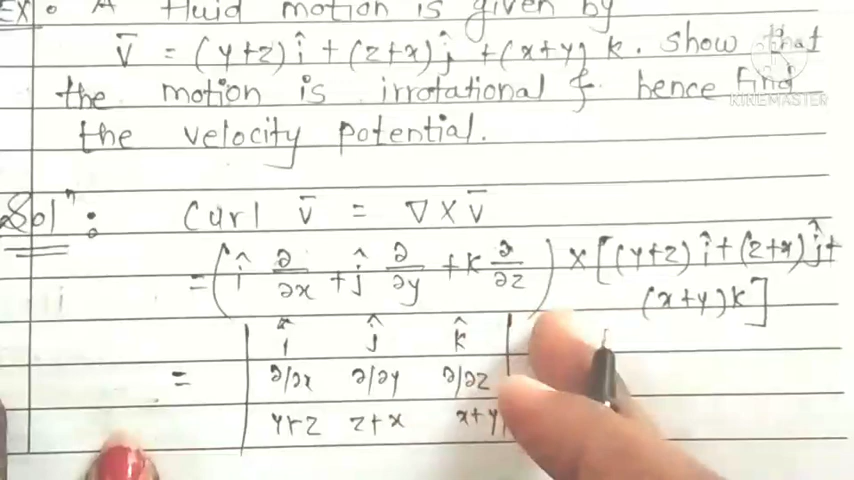 Ex: A fluid motion is given by
v̅ = (y+z) î + (z+x) ĵ + (x+y) k. show that
the motion is irrotational & hence find
the velocity potential.
KINEMASTER
Solⁿ: Curl v̅ = ∇ X v̅
= (î ∂/∂x + ĵ ∂/∂y + k ∂/∂z) × [(y+z) î + (z+x) ĵ +
(x+y) k]
î ĵ k̂
= ∂/∂x ∂/∂y ∂/∂z
y+z z+x x+y